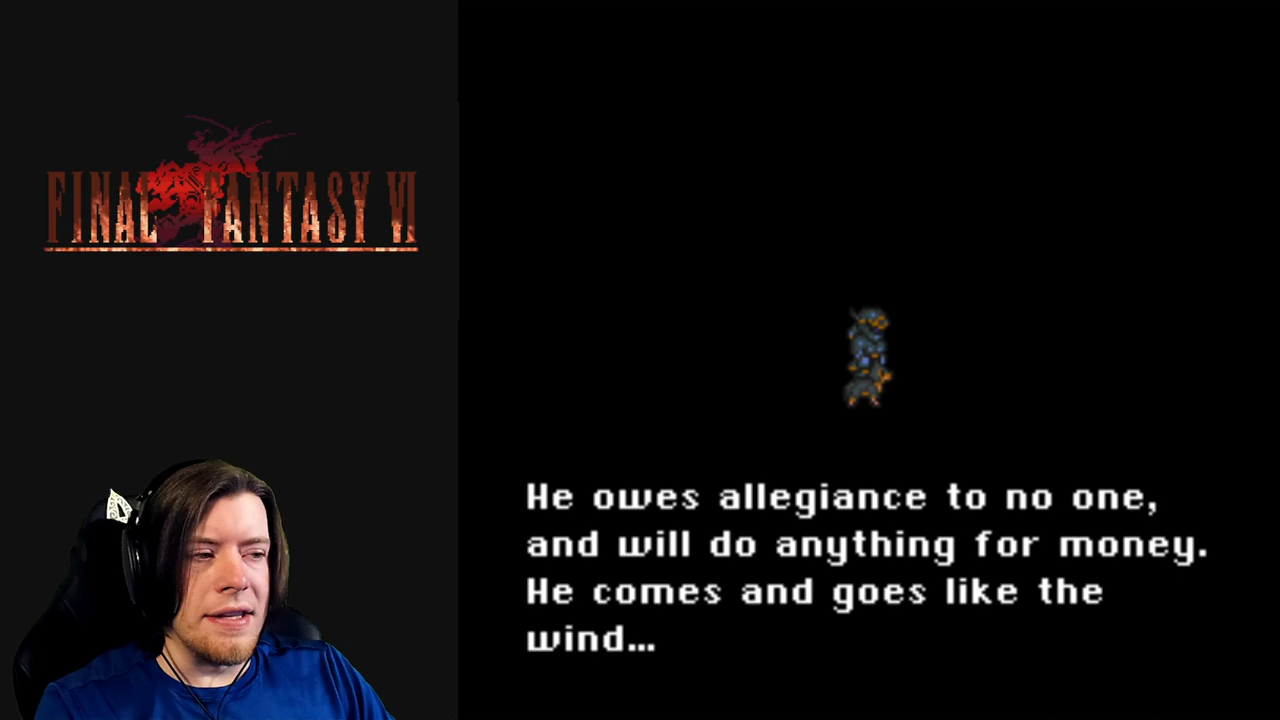 FINAL FANTASY VI
He owes allegiance to no one,
and will do anything for money.
He comes and goes like the
wind...